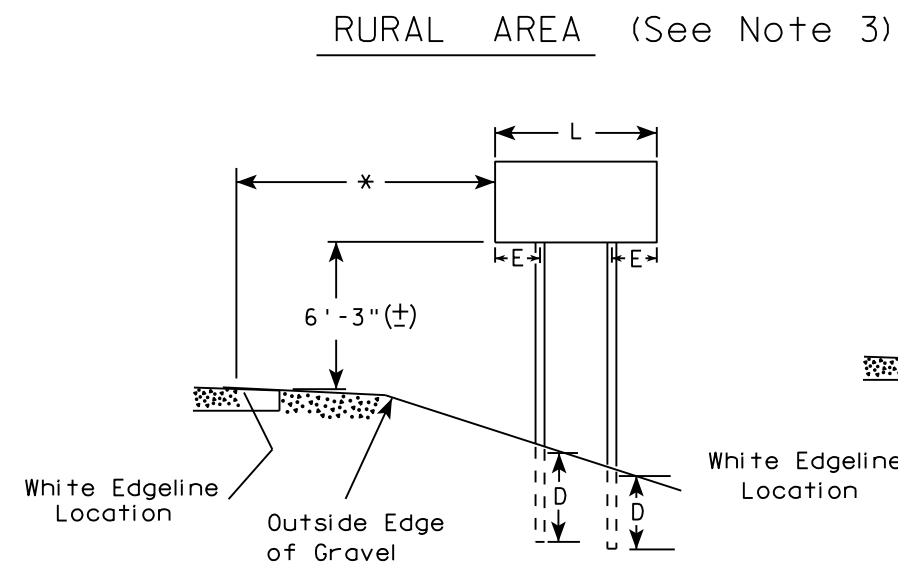 RURAL AREA (See Note 3)
L
*
E E
6'-3"(±)
White Edgeline
Location
Outside Edge
of Gravel
D
D
White Edgeline
Location